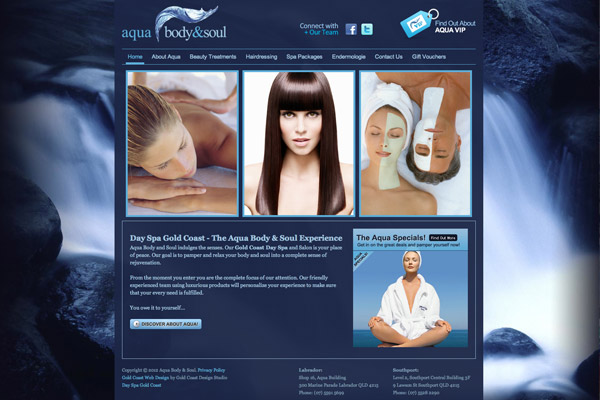 aqua body&soul
Connect with
+ Our Team
Find Out About
AQUA VIP
Home About Aqua Beauty Treatments Hairdressing Spa Packages Endermologie Contact Us Gift Vouchers
Day Spa Gold Coast - The Aqua Body & Soul Experience
Aqua Body and Soul indulges the senses. Our Gold Coast Day Spa and Salon is your place
of peace. Our goal is to pamper and relax your body and soul into a complete sense of
rejuvenation.
From the moment you enter you are the complete focus of our attention. Our friendly
experienced team using luxurious products will personalise your experience to make sure
that your every need is fulfilled.
You owe it to yourself...
DISCOVER ABOUT AQUA!
The Aqua Specials! Find Out More
Get in on the great deals and pamper yourself now!
AQUA SPECIALS
Copyright © 2012 Aqua Body & Soul. Privacy Policy
Gold Coast Web Design by Gold Coast Design Studio
Day Spa Gold Coast
Labrador:
Shop 16, Aqua Building
Marine Parade Labrador QLD 4215
Phone: (07)
Southport:
Level 2, Southport Central Building
9 Lawson St Southport QLD 4215
Phone: (07)